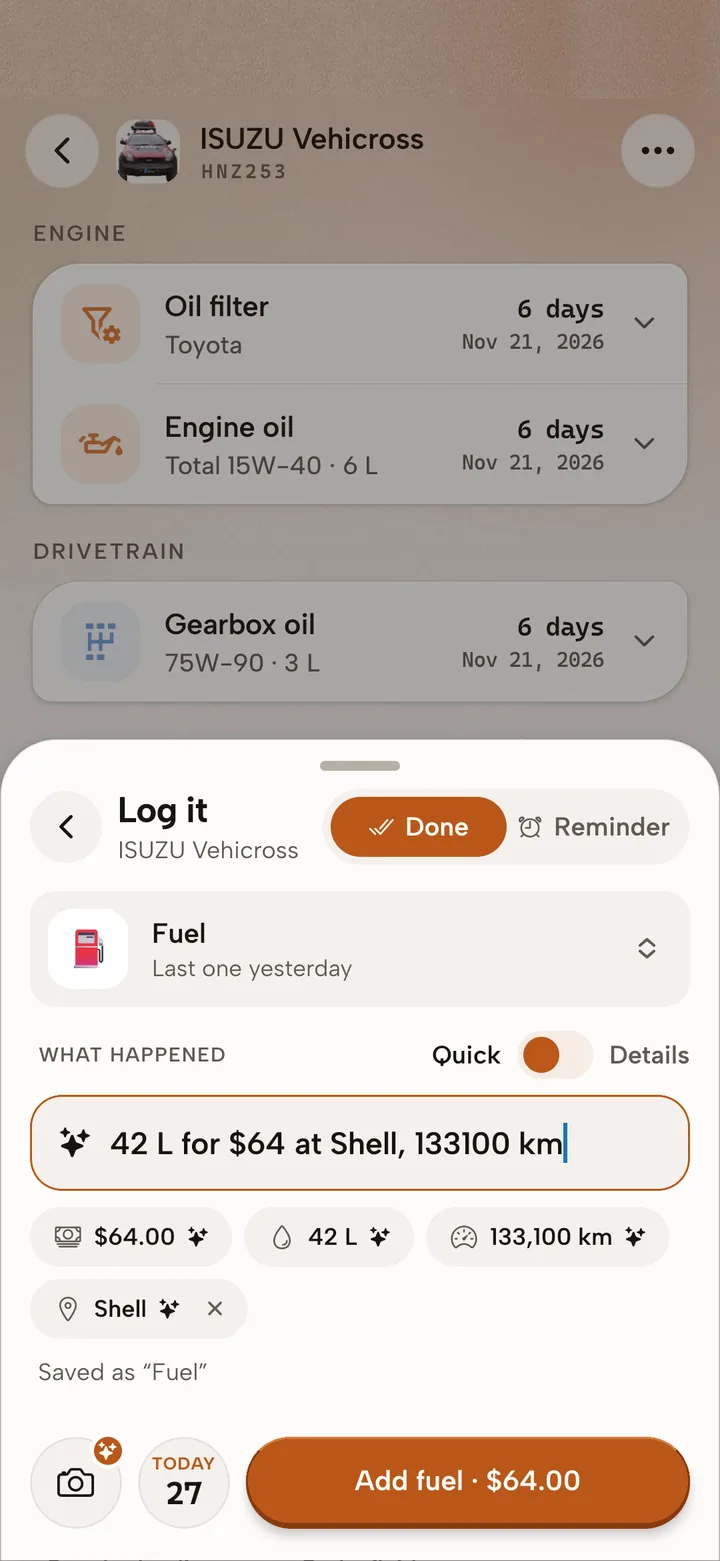 ISUZU Vehicross
HNZ253
ENGINE
Oil filter
Toyota
6 days
Nov 21, 2026
Engine oil
Total 15W-40 · 6 L
6 days
Nov 21, 2026
DRIVETRAIN
Gearbox oil
75W-90 · 3 L
6 days
Nov 21, 2026
Log it
ISUZU Vehicross
Done
Reminder
Fuel
Last one yesterday
WHAT HAPPENED
Quick
Details
42 L for $64 at Shell, 133100 km
$64.00
42 L
133,100 km
Shell
Saved as “Fuel”
TODAY
27
Add fuel · $64.00